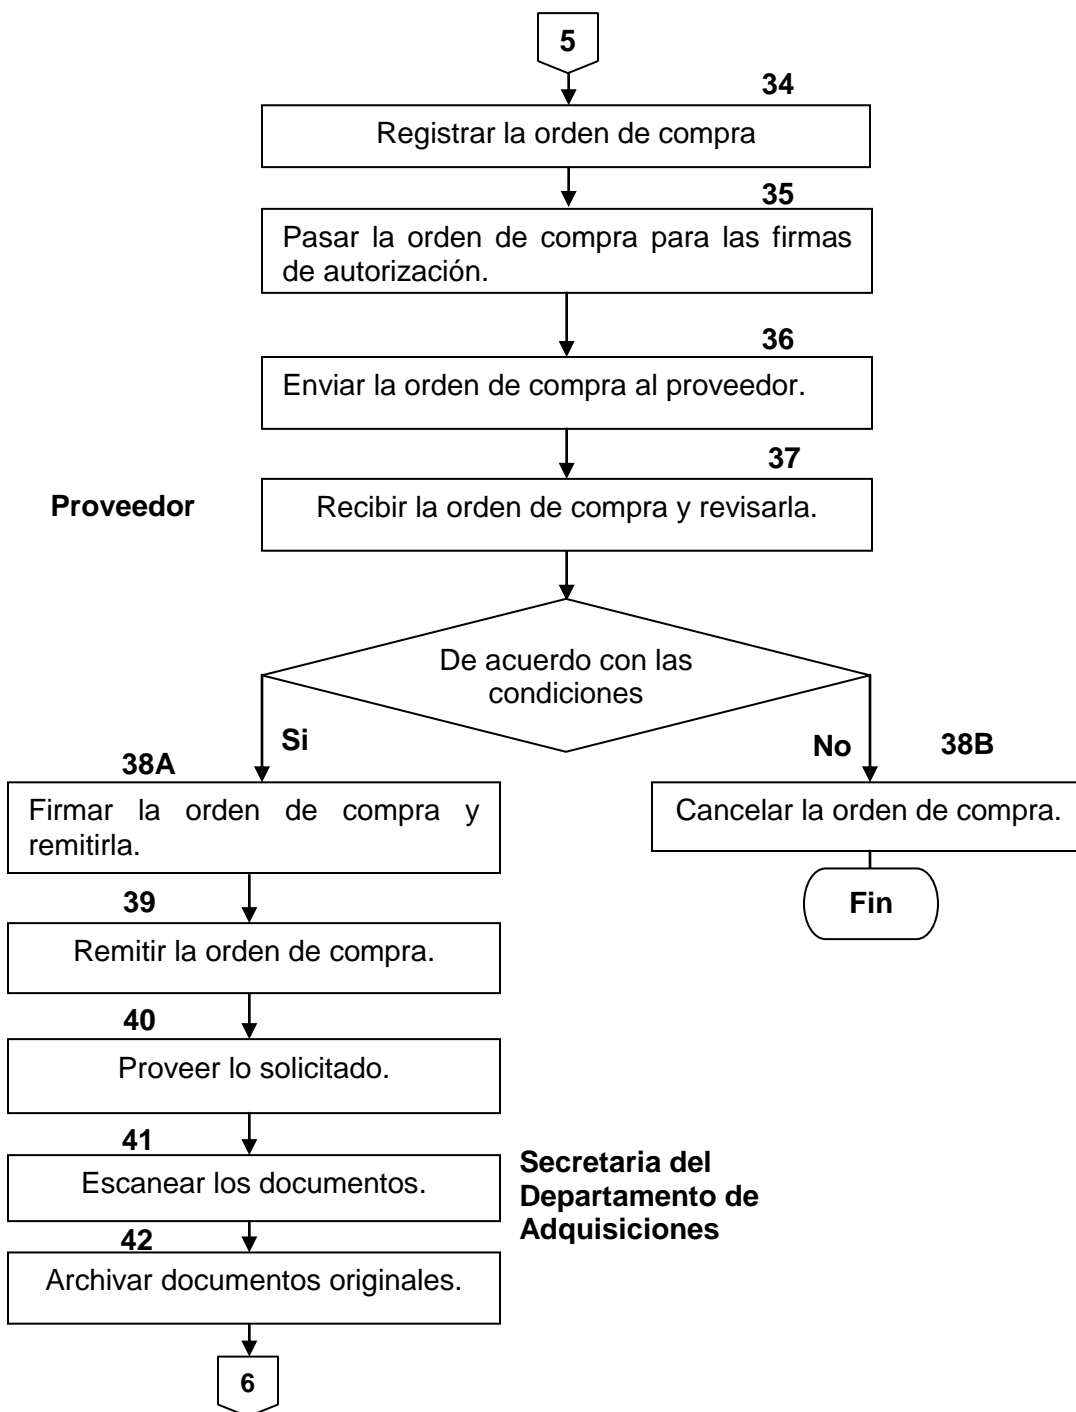 5
34
Registrar la orden de compra
35
Pasar la orden de compra para las firmas
de autorización.
36
Enviar la orden de compra al proveedor.
37
Proveedor
Recibir la orden de compra y revisarla.
De acuerdo con las
condiciones
Si
No
38A
38B
Firmar la orden de compra y
remitirla.
Cancelar la orden de compra.
39
Fin
Remitir la orden de compra.
40
Proveer lo solicitado.
41
Escanear los documentos.
Secretaria del
Departamento de
Adquisiciones
42
Archivar documentos originales.
6